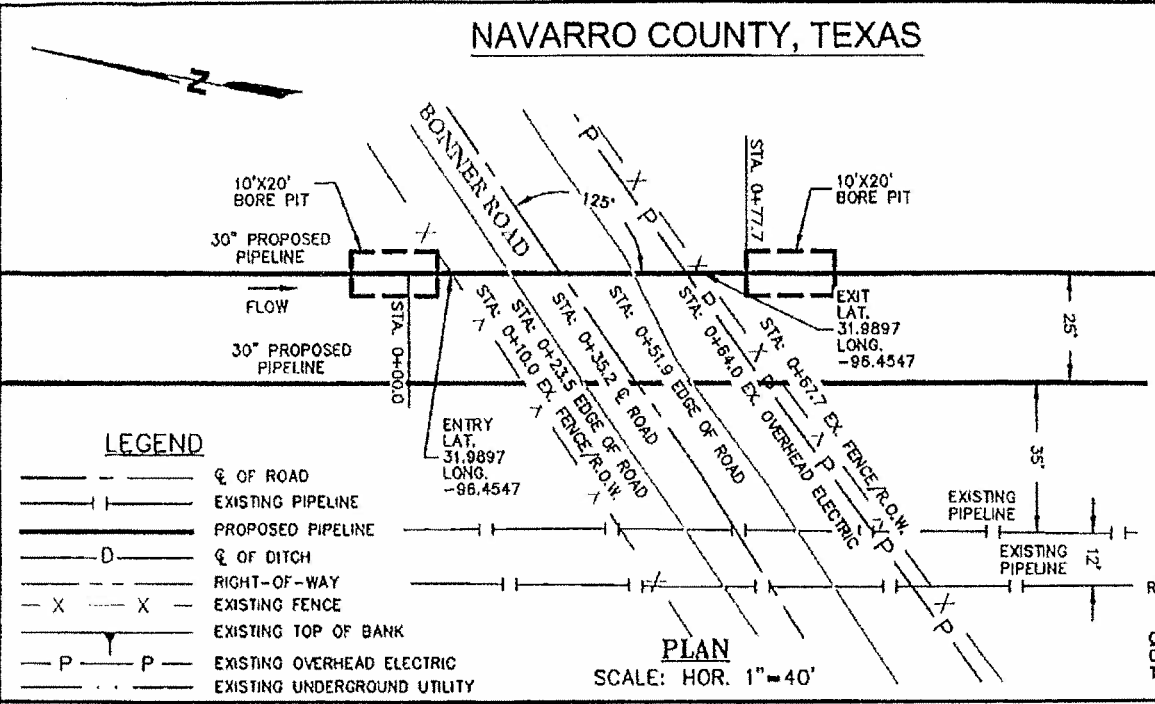 NAVARRO COUNTY, TEXAS
N
BONNER ROAD
10'X20'
BORE PIT
30" PROPOSED
PIPELINE
FLOW
STA. 0+00.0
30" PROPOSED
PIPELINE
125°
STA. 0+77.7
10'X20'
BORE PIT
EXIT
LAT.
31.9897
LONG.
-96.4547
25'
ENTRY
LAT.
31.9897
LONG.
-96.4547
STA: 0+10.0 EX. FENCE/R.O.W.
STA: 0+23.5 EDGE OF ROAD
STA: 0+35.2 ℄ ROAD
STA: 0+51.9 EDGE OF ROAD
STA: 0+64.0 EX. OVERHEAD ELECTRIC
STA: 0+67.7 EX. FENCE/R.O.W.
35'
EXISTING
PIPELINE
EXISTING
PIPELINE
12'
LEGEND
℄ OF ROAD
EXISTING PIPELINE
PROPOSED PIPELINE
D ℄ OF DITCH
RIGHT-OF-WAY
X X EXISTING FENCE
EXISTING TOP OF BANK
P P EXISTING OVERHEAD ELECTRIC
EXISTING UNDERGROUND UTILITY
PLAN
SCALE: HOR. 1"=40'